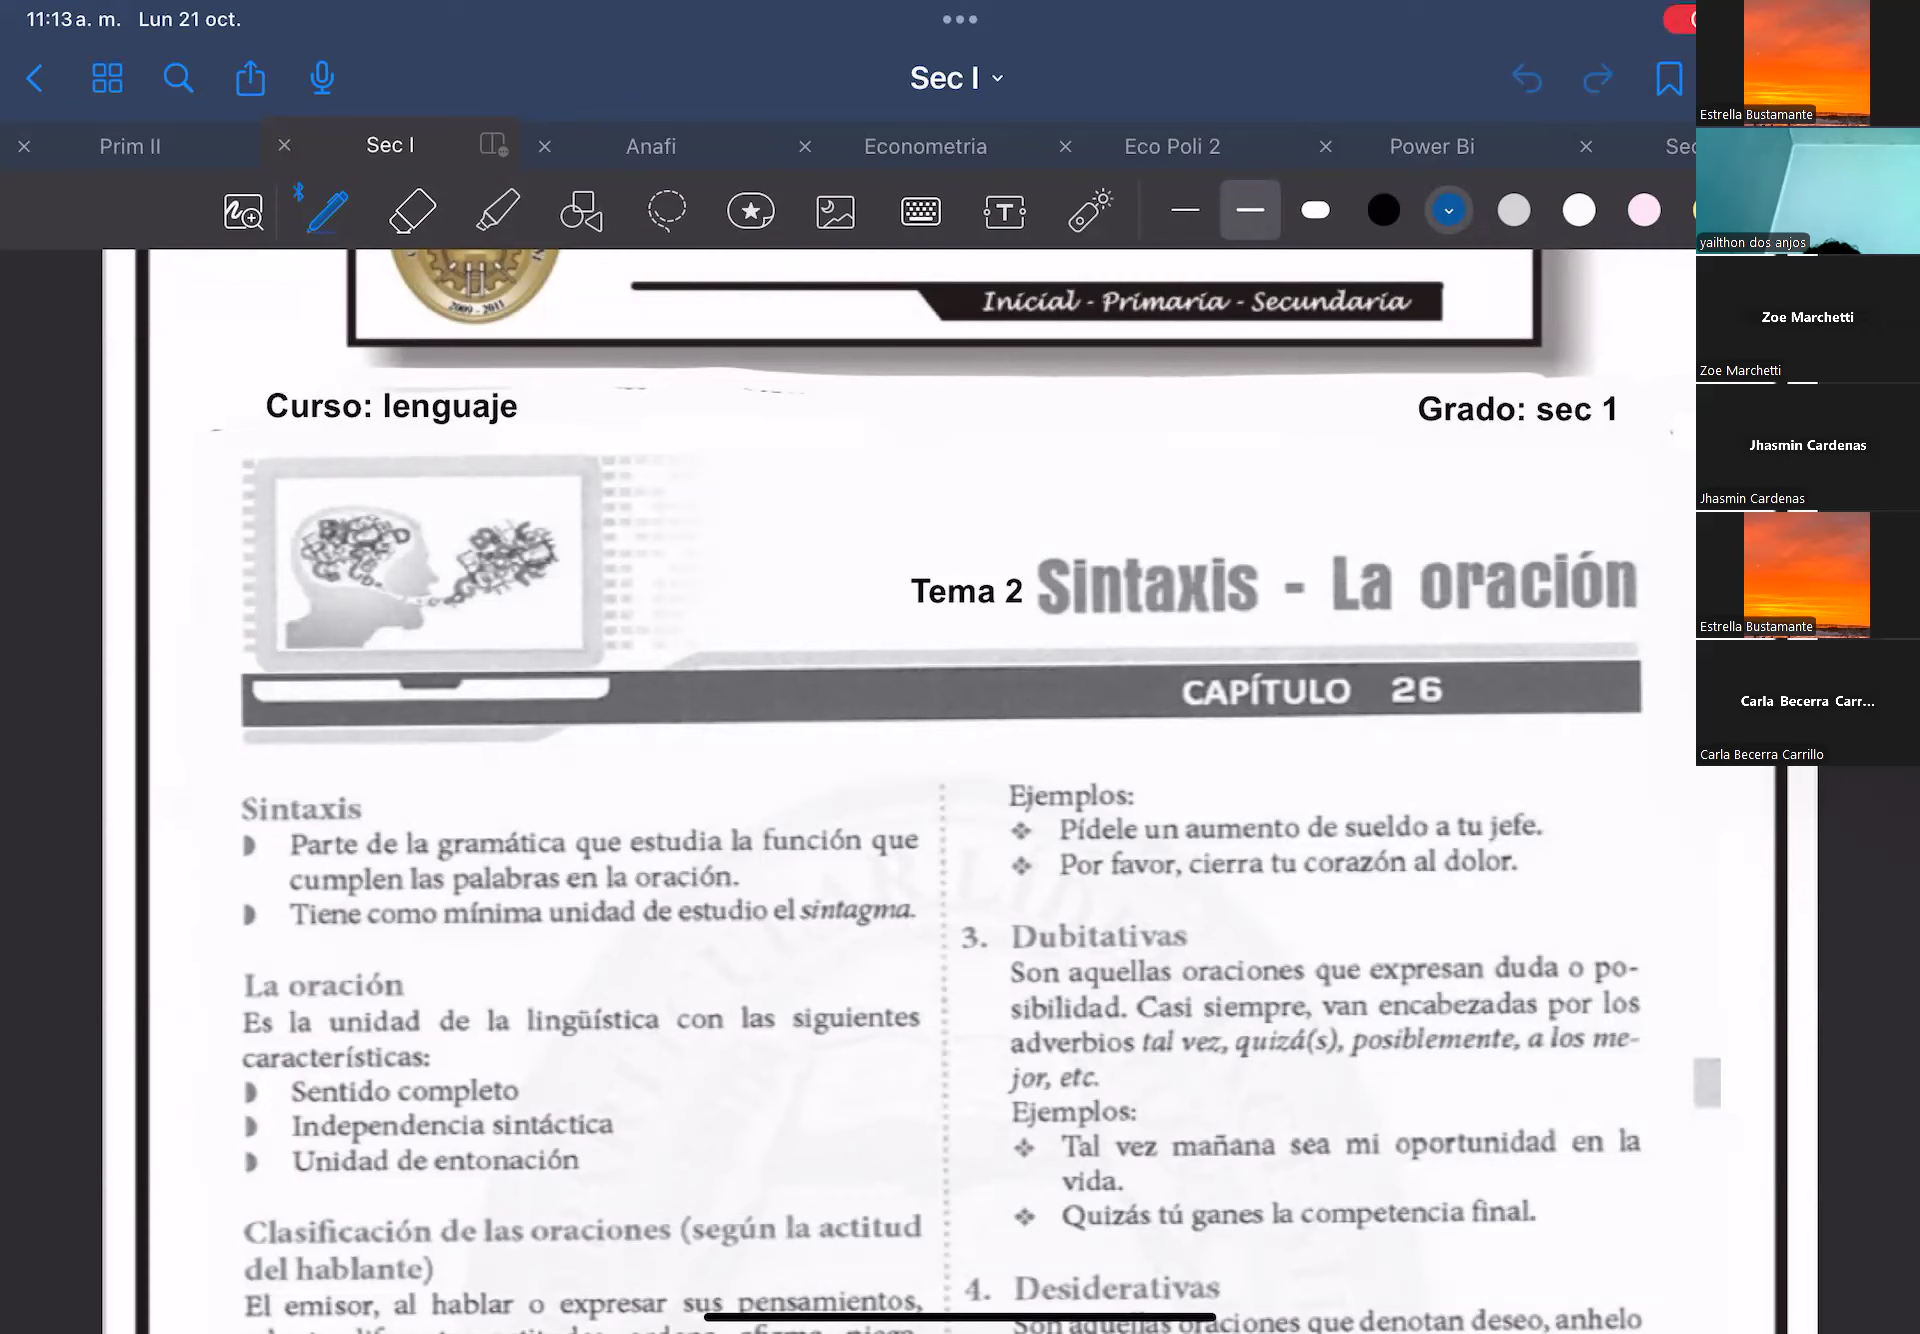 11:13 a. m. Lun 21 oct.
Sec I
Prim II
Sec I
Anafi
Econometria
Eco Poli 2
Power Bi
Sec
2009 - 2011
Inicial - Primaria - Secundaria
Curso: lenguaje
Grado: sec 1
Tema 2 Sintaxis - La oración
CAPÍTULO 26
Sintaxis
Parte de la gramática que estudia la función que
cumplen las palabras en la oración.
Tiene como mínima unidad de estudio el sintagma.
La oración
Es la unidad de la lingüística con las siguientes
características:
Sentido completo
Independencia sintáctica
Unidad de entonación
Clasificación de las oraciones (según la actitud
del hablante)
El emisor, al hablar o expresar sus pensamientos,
Ejemplos:
Pídele un aumento de sueldo a tu jefe.
Por favor, cierra tu corazón al dolor.
3. Dubitativas
Son aquellas oraciones que expresan duda o po-
sibilidad. Casi siempre, van encabezadas por los
adverbios tal vez, quizá(s), posiblemente, a los me-
jor, etc.
Ejemplos:
Tal vez mañana sea mi oportunidad en la
vida.
Quizás tú ganes la competencia final.
4. Desiderativas
Son aquellas oraciones que denotan deseo, anhelo
Estrella Bustamante
yailthon dos anjos
Zoe Marchetti
Zoe Marchetti
Jhasmin Cardenas
Jhasmin Cardenas
Estrella Bustamante
Carla Becerra Carr...
Carla Becerra Carrillo